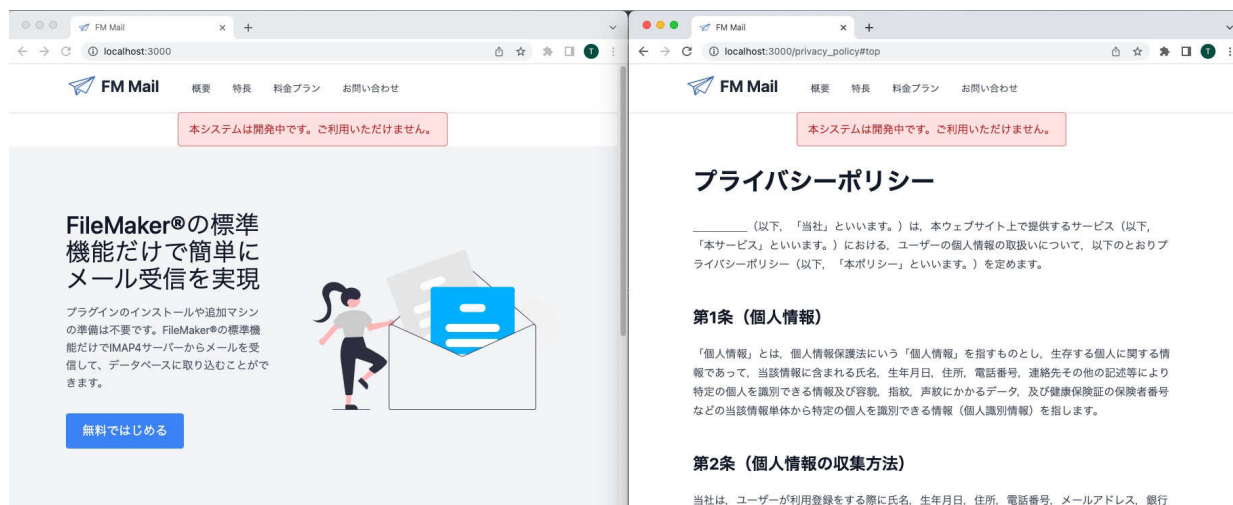 FM Mail
localhost:3000
T
FM Mail
概要 特長 料金プラン お問い合わせ
本システムは開発中です。ご利用いただけません。
FileMaker®の標準
機能だけで簡単に
メール受信を実現
プラグインのインストールや追加マシン
の準備は不要です。FileMaker®の標準機
能だけでIMAP4サーバーからメールを受
信して、データベースに取り込むことがで
きます。
無料ではじめる
FM Mail
localhost:3000/privacy_policy#top
T
FM Mail
概要 特長 料金プラン お問い合わせ
本システムは開発中です。ご利用いただけません。
プライバシーポリシー
________（以下，「当社」といいます。）は，本ウェブサイト上で提供するサービス（以下，
「本サービス」といいます。）における，ユーザーの個人情報の取扱いについて，以下のとおりプ
ライバシーポリシー（以下，「本ポリシー」といいます。）を定めます。
第1条（個人情報）
「個人情報」とは，個人情報保護法にいう「個人情報」を指すものとし，生存する個人に関する情
報であって，当該情報に含まれる氏名，生年月日，住所，電話番号，連絡先その他の記述等により
特定の個人を識別できる情報及び容貌，指紋，声紋にかかるデータ，及び健康保険証の保険者番号
などの当該情報単体から特定の個人を識別できる情報（個人識別情報）を指します。
第2条（個人情報の収集方法）
当社は，ユーザーが利用登録をする際に氏名，生年月日，住所，電話番号，メールアドレス，銀行